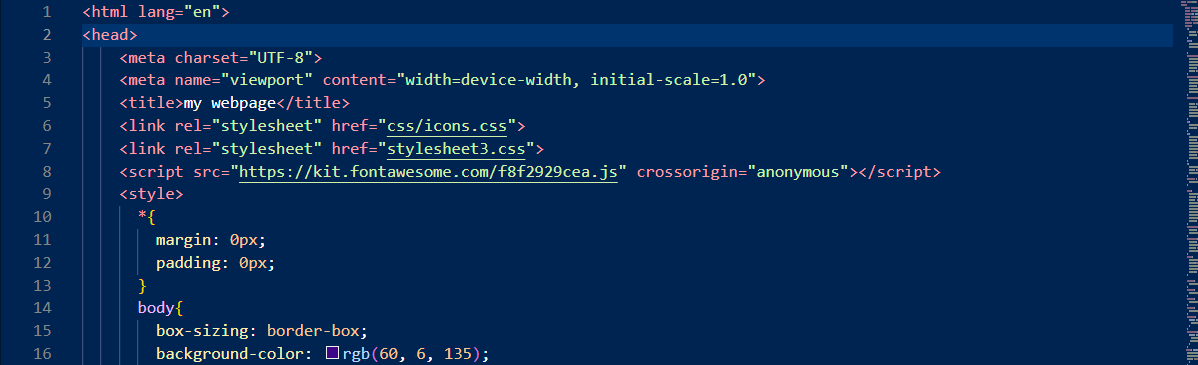 1 <html lang="en">
2 <head>
3 <meta charset="UTF-8">
4 <meta name="viewport" content="width=device-width, initial-scale=1.0">
5 <title>my webpage</title>
6 <link rel="stylesheet" href="css/icons.css">
7 <link rel="stylesheet" href="stylesheet3.css">
8 <script src="https://kit.fontawesome.com/f8f2929cea.js" crossorigin="anonymous"></script>
9 <style>
10 *{
11 margin: 0px;
12 padding: 0px;
13 }
14 body{
15 box-sizing: border-box;
16 background-color: rgb(60, 6, 135);